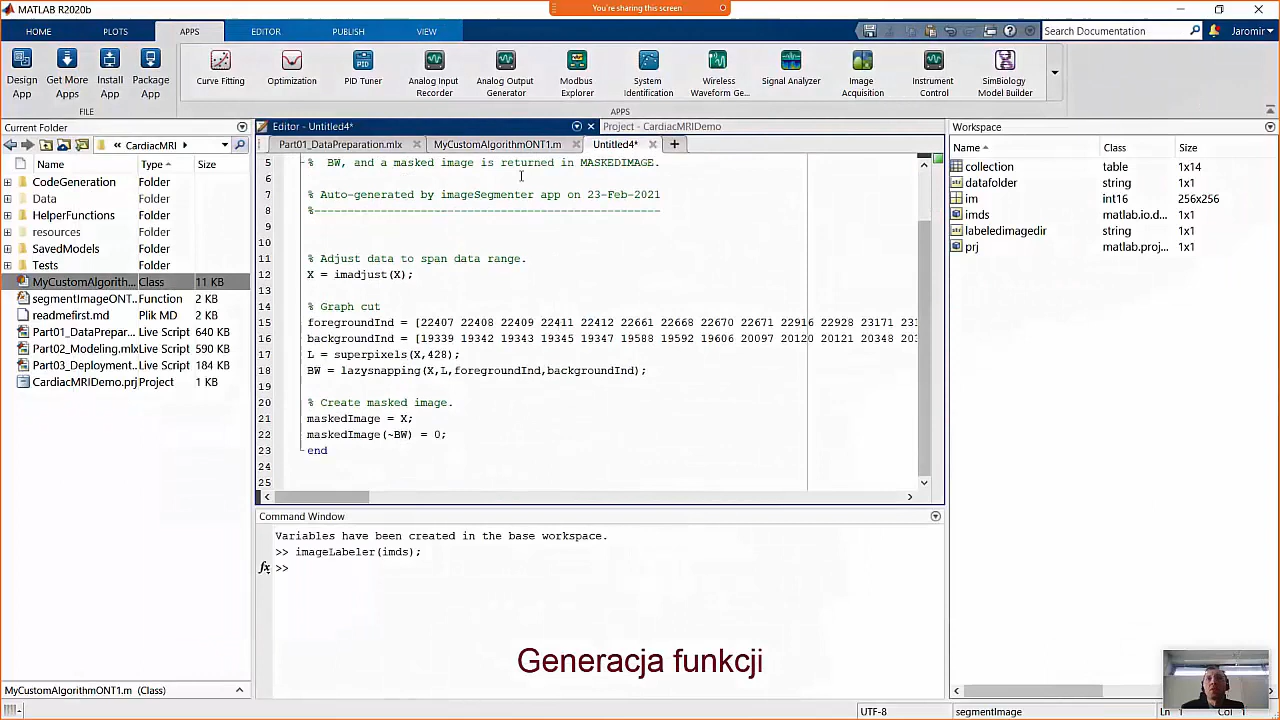 MATLAB R2020b
You're sharing this screen
HOME PLOTS APPS EDITOR PUBLISH VIEW
Search Documentation Jaromir
Design App
Get More Apps
Install App
Package App
Curve Fitting
Optimization
PID Tuner
Analog Input Recorder
Analog Output Generator
Modbus Explorer
System Identification
Wireless Waveform Ge...
Signal Analyzer
Image Acquisition
Instrument Control
SimBiology Model Builder
FILE APPS
Current Folder
« CardiacMRI
Name Type Size
CodeGeneration Folder
Data Folder
HelperFunctions Folder
resources Folder
SavedModels Folder
Tests Folder
MyCustomAlgorith... Class 11 KB
segmentImageONT... Function 2 KB
readmefirst.md Plik MD 2 KB
Part01_DataPrepar... Live Script 640 KB
Part02_Modeling.mlx Live Script 590 KB
Part03_Deployment... Live Script 184 KB
CardiacMRIDemo.prj Project 1 KB
MyCustomAlgorithmONT1.m (Class)
Editor - Untitled4* Project - CardiacMRIDemo
Part01_DataPreparation.mlx MyCustomAlgorithmONT1.m Untitled4*
5 % BW, and a masked image is returned in MASKEDIMAGE.
6
7 % Auto-generated by imageSegmenter app on 23-Feb-2021
8 %----------------------------------------------------
9
10
11 % Adjust data to span data range.
12 X = imadjust(X);
13
14 % Graph cut
15 foregroundInd = [22407 22408 22409 22411 22412 22661 22668 22670 22671 22916 22928 23171 23
16 backgroundInd = [19339 19342 19343 19345 19347 19588 19592 19606 20097 20120 20121 20348 20
17 L = superpixels(X,428);
18 BW = lazysnapping(X,L,foregroundInd,backgroundInd);
19
20 % Create masked image.
21 maskedImage = X;
22 maskedImage(~BW) = 0;
23 end
24
25
Command Window
Variables have been created in the base workspace.
>> imageLabeler(imds);
fx >>
Workspace
Name Class Size
collection table 1x14
datafolder string 1x1
im int16 256x256
imds matlab.io.d... 1x1
labeledimagedir string 1x1
prj matlab.proj... 1x1
Generacja funkcji
UTF-8 segmentImage Ln 1 Col 1